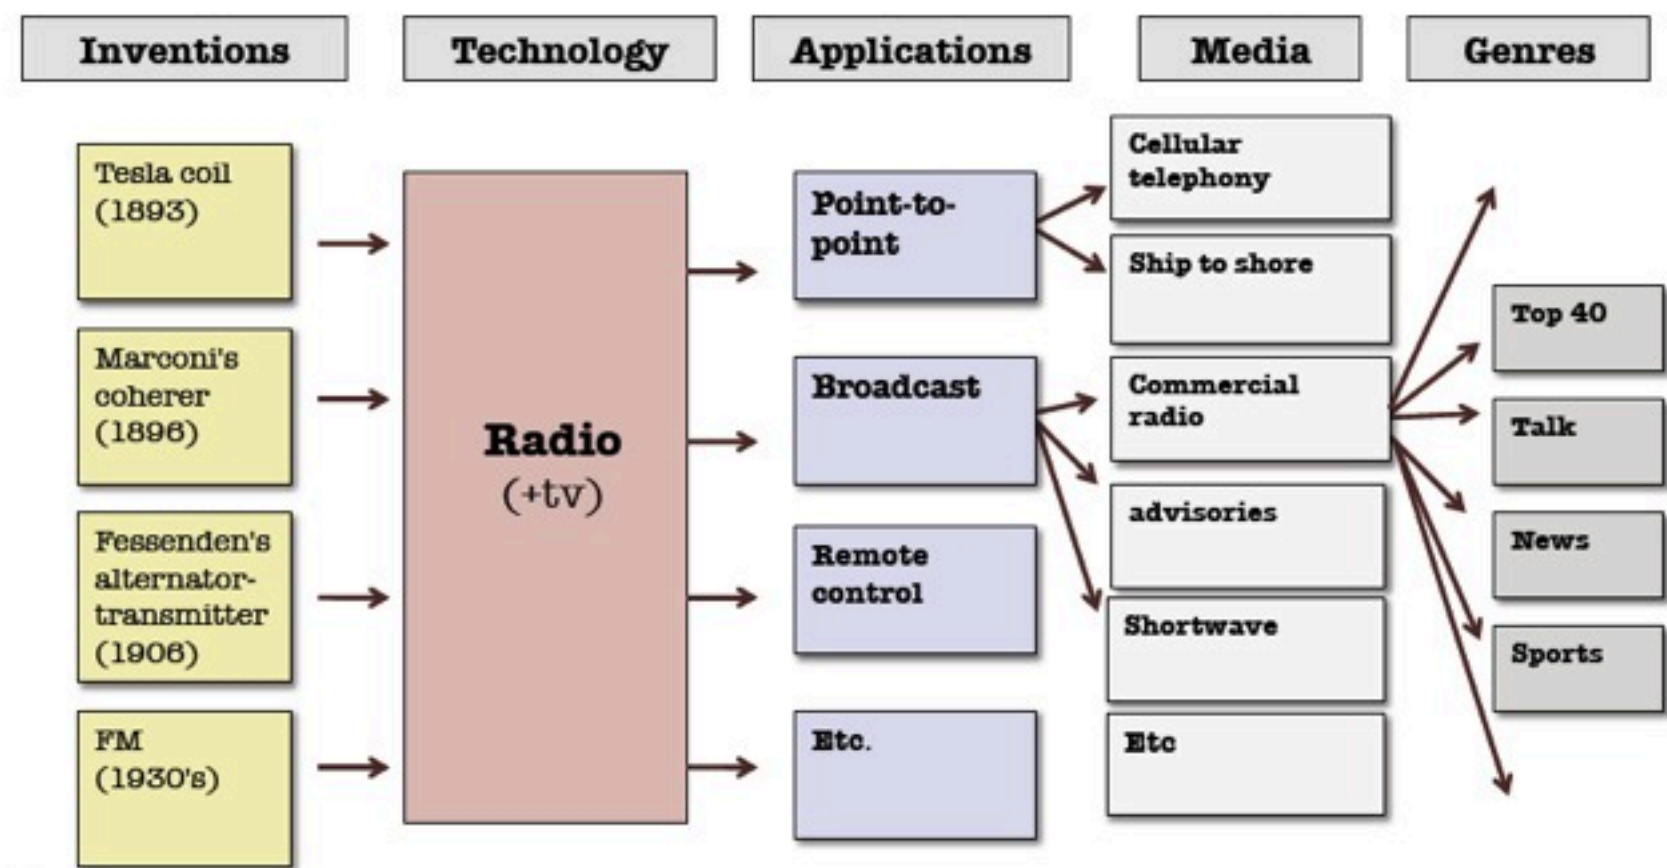 Inventions
Technology
Applications
Media
Genres
Tesla coil
(1893)
Marconi's
coherer
(1896)
Fessenden's
alternator-
transmitter
(1906)
FM
(1930's)
Radio
(+tv)
Point-to-
point
Broadcast
Remote
control
Etc.
Cellular
telephony
Ship to shore
Commercial
radio
advisories
Shortwave
Etc
Top 40
Talk
News
Sports